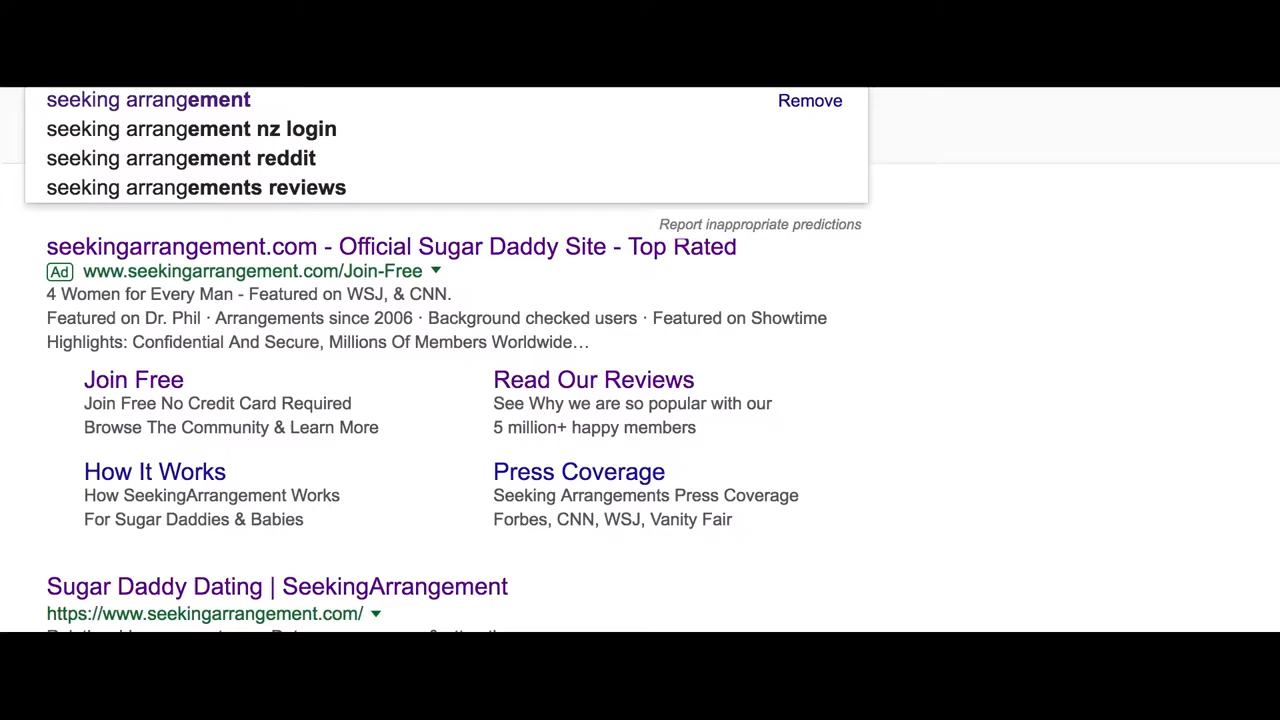 seeking arrangement
Remove
seeking arrangement nz login
seeking arrangement reddit
seeking arrangements reviews
Report inappropriate predictions
seekingarrangement.com - Official Sugar Daddy Site - Top Rated
Ad www.seekingarrangement.com/Join-Free
4 Women for Every Man - Featured on WSJ, & CNN.
Featured on Dr. Phil · Arrangements since 2006 · Background checked users · Featured on Showtime
Highlights: Confidential And Secure, Millions Of Members Worldwide…
Join Free
Join Free No Credit Card Required
Browse The Community & Learn More
Read Our Reviews
See Why we are so popular with our
5 million+ happy members
How It Works
How SeekingArrangement Works
For Sugar Daddies & Babies
Press Coverage
Seeking Arrangements Press Coverage
Forbes, CNN, WSJ, Vanity Fair
Sugar Daddy Dating | SeekingArrangement
https://www.seekingarrangement.com/